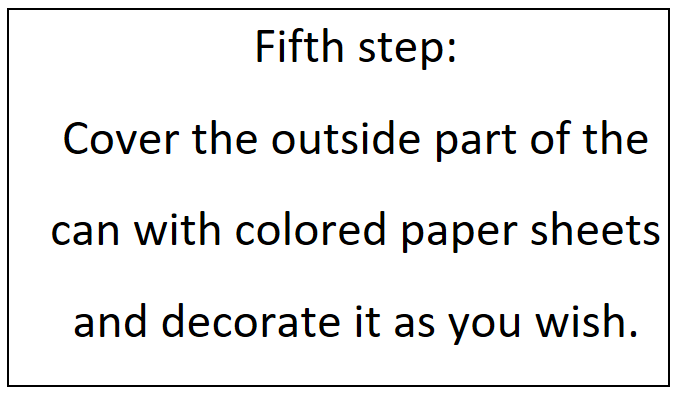 Fifth step:
Cover the outside part of the
can with colored paper sheets
and decorate it as you wish.